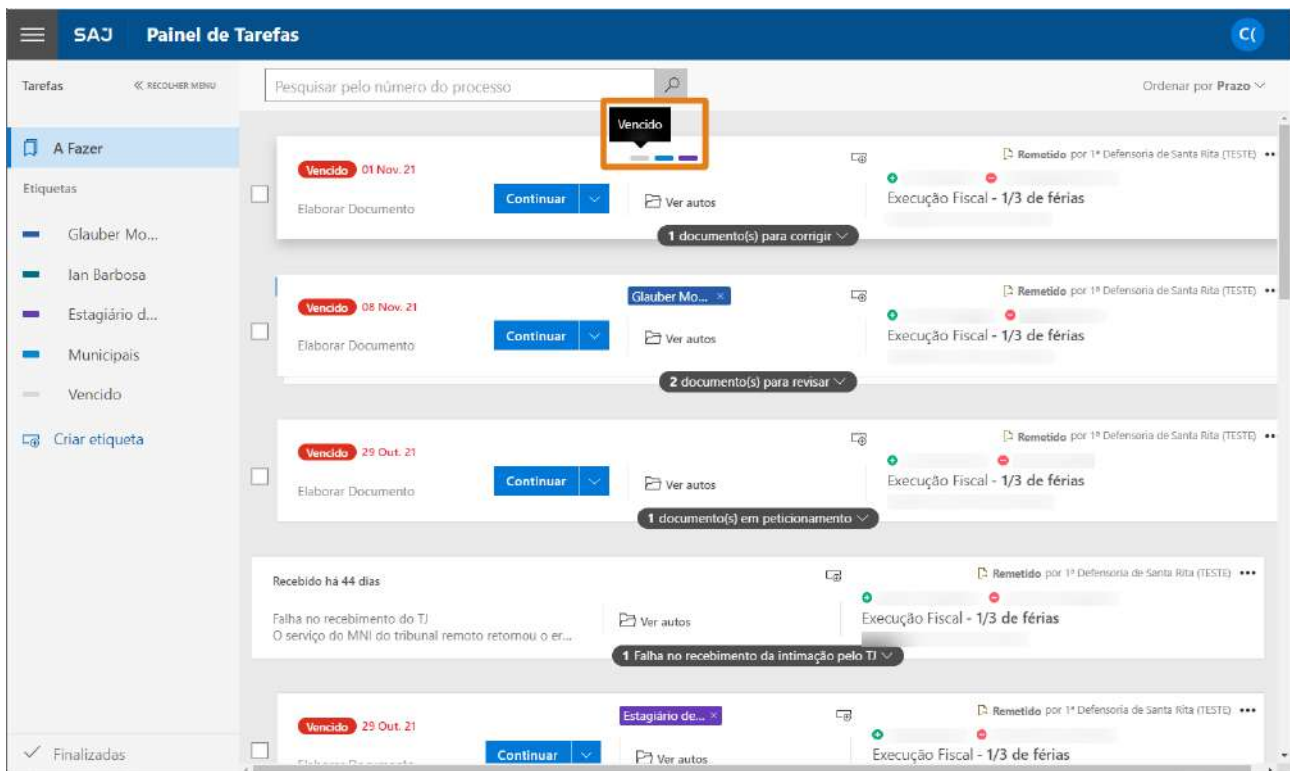 SAJ Painel de Tarefas C(
Tarefas RECOLHER MENU Pesquisar pelo número do processo Ordenar por Prazo
A Fazer
Etiquetas
Glauber Mo...
Ian Barbosa
Estagiário d...
Municipais
Vencido
Criar etiqueta
Finalizadas
Vencido
Vencido 01 Nov. 21 Remetido por 1ª Defensoria de Santa Rita (TESTE)
Elaborar Documento Continuar Ver autos Execução Fiscal - 1/3 de férias
1 documento(s) para corrigir
Vencido 08 Nov. 21 Glauber Mo... × Remetido por 1ª Defensoria de Santa Rita (TESTE)
Elaborar Documento Continuar Ver autos Execução Fiscal - 1/3 de férias
2 documento(s) para revisar
Vencido 29 Out. 21 Remetido por 1ª Defensoria de Santa Rita (TESTE)
Elaborar Documento Continuar Ver autos Execução Fiscal - 1/3 de férias
1 documento(s) em peticionamento
Recebido há 44 dias Remetido por 1ª Defensoria de Santa Rita (TESTE)
Falha no recebimento do TJ Ver autos Execução Fiscal - 1/3 de férias
O serviço do MNI do tribunal remoto retornou o er...
1 Falha no recebimento da intimação pelo TJ
Vencido 29 Out. 21 Estagiário de... × Remetido por 1ª Defensoria de Santa Rita (TESTE)
Continuar Ver autos Execução Fiscal - 1/3 de férias